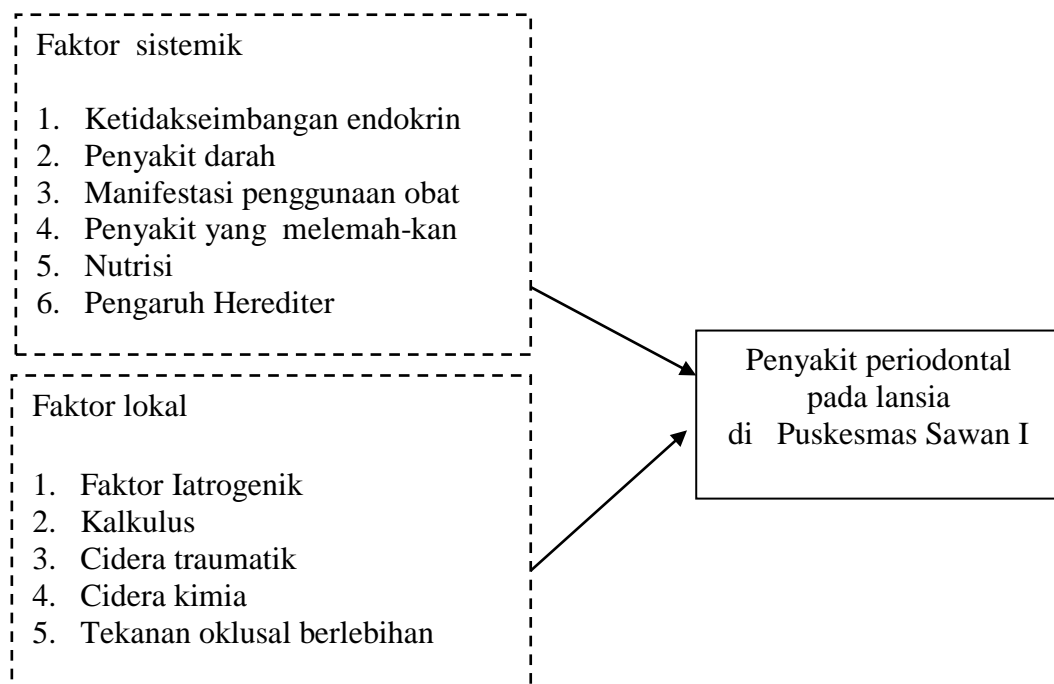 Faktor  sistemik
1. Ketidakseimbangan endokrin
2. Penyakit darah
3. Manifestasi penggunaan obat
4. Penyakit yang  melemah-kan
5. Nutrisi
6. Pengaruh Herediter
Faktor lokal
1. Faktor Iatrogenik
2. Kalkulus
3. Cidera traumatik
4. Cidera kimia
5. Tekanan oklusal berlebihan
Penyakit periodontal
pada lansia
di   Puskesmas Sawan I